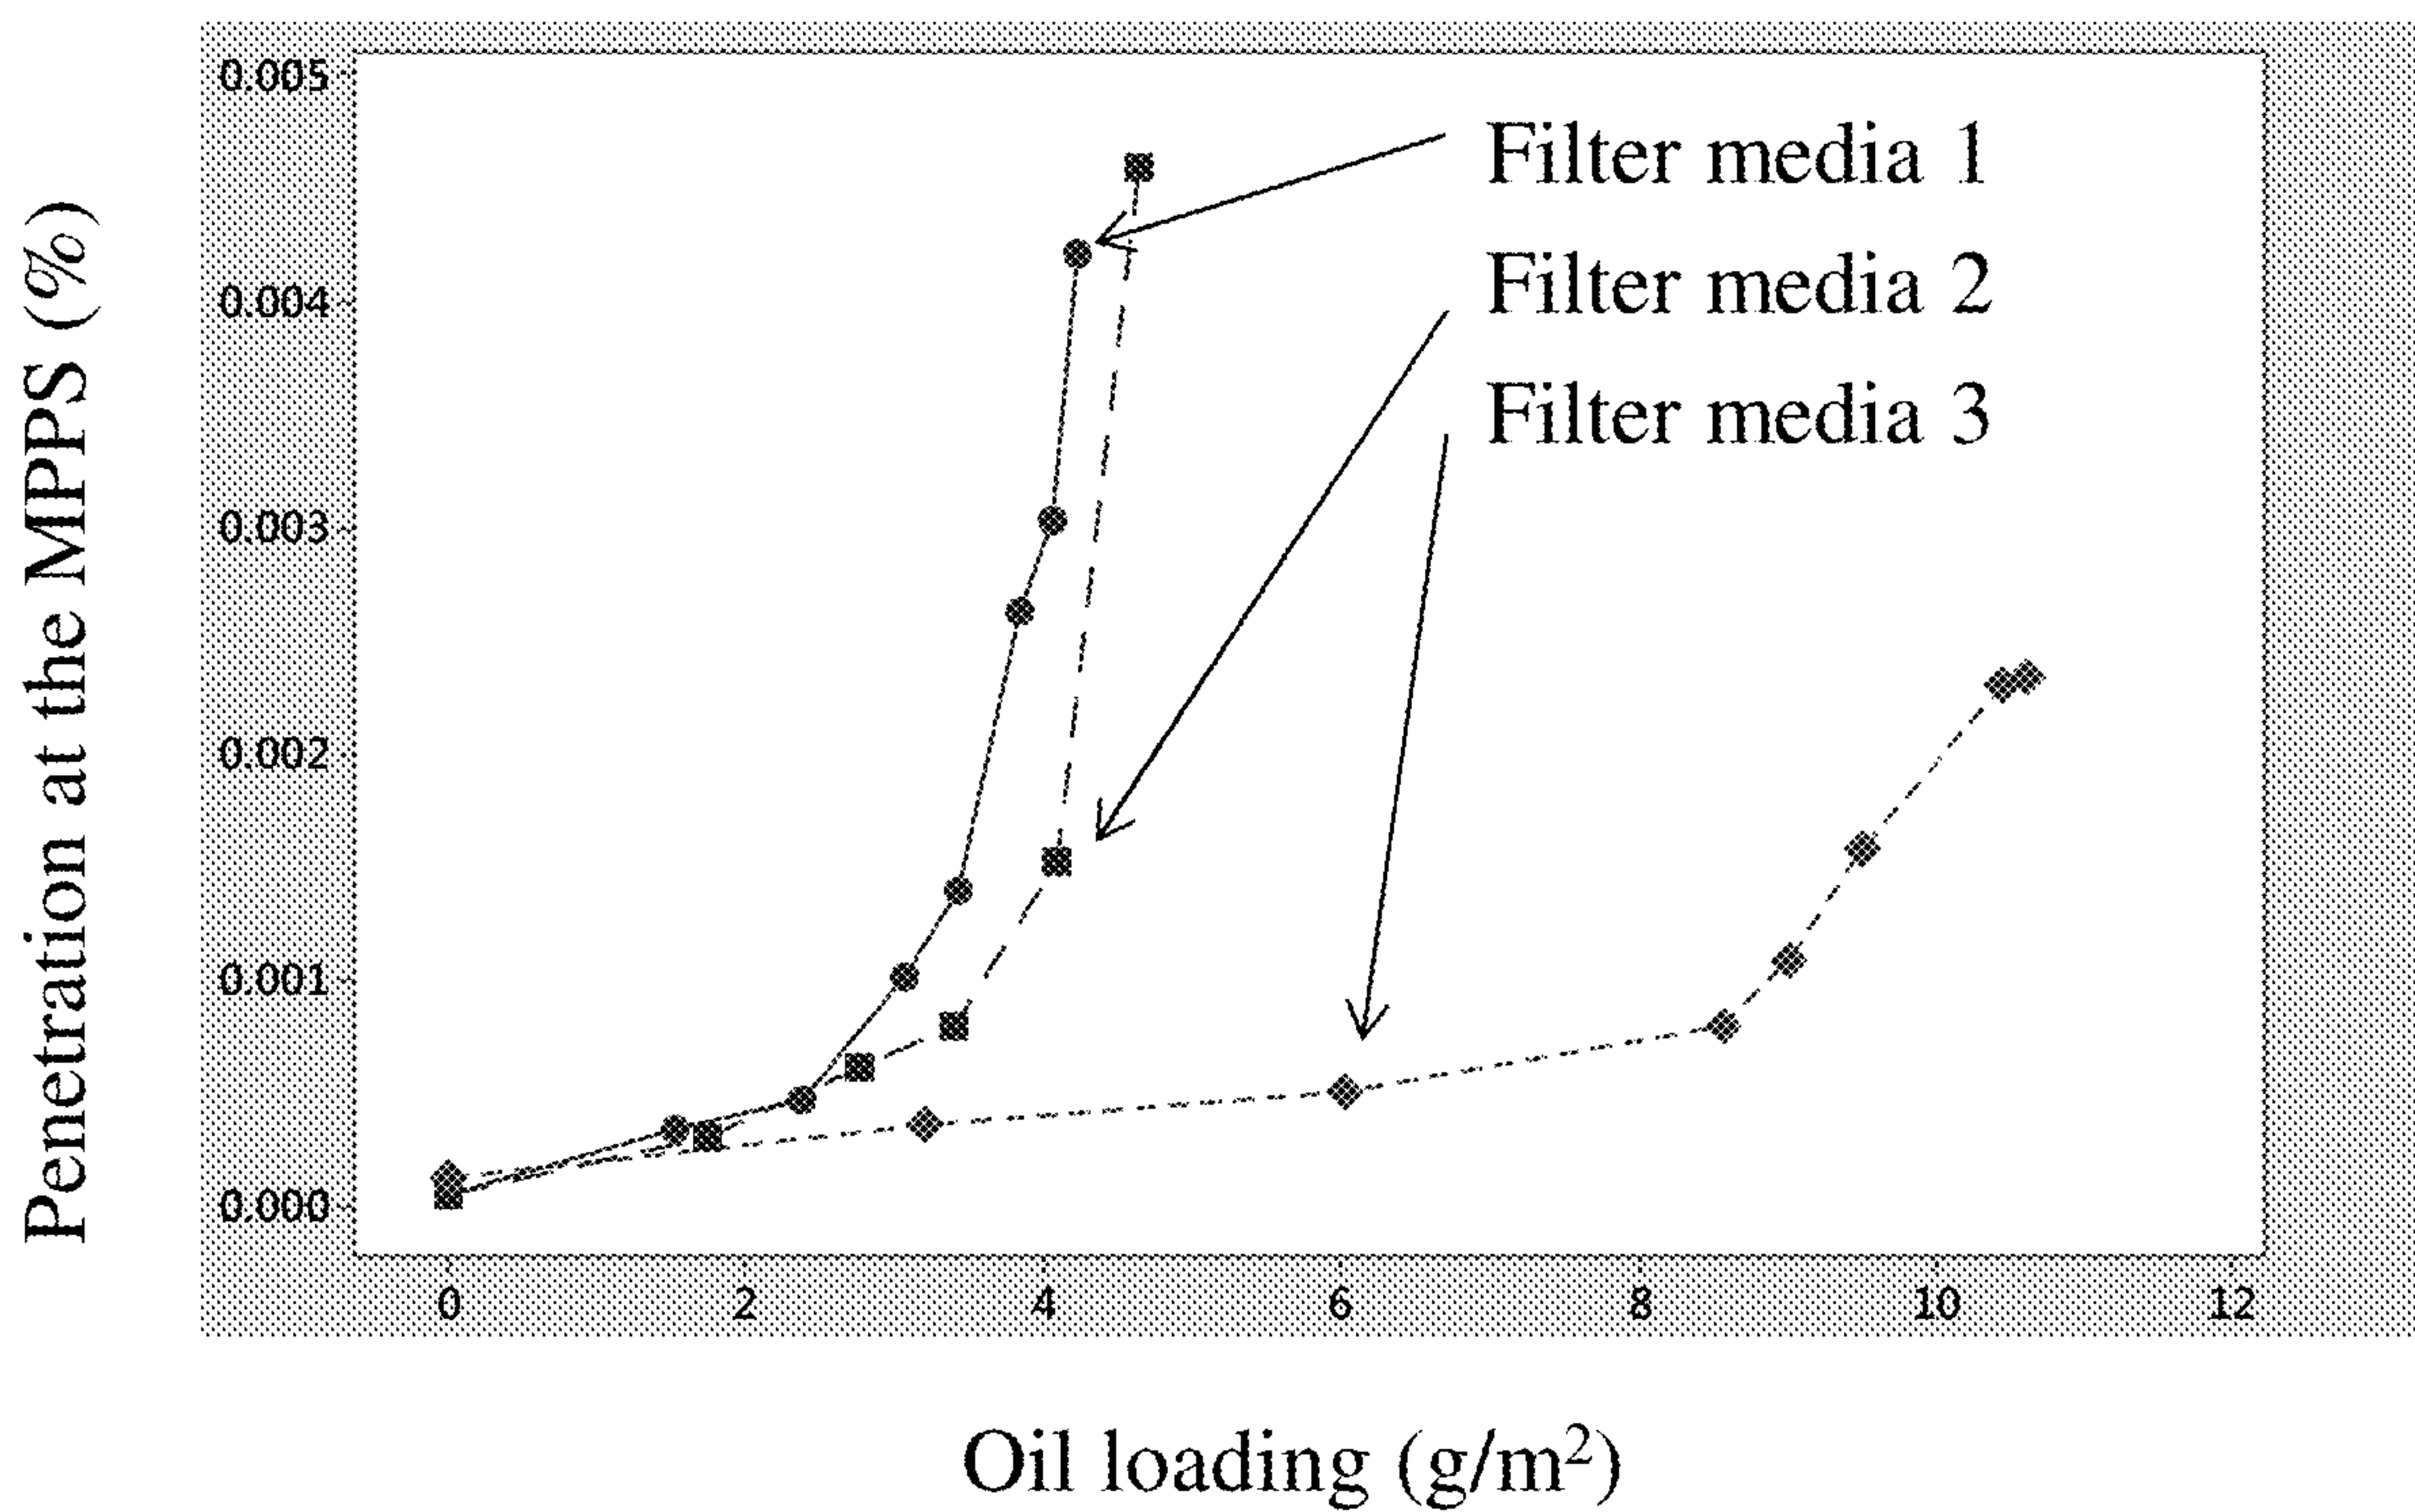 Penetration at the MPPS (%)
0.005
0.004
0.003
0.002
0.001
0.000
Filter media 1
Filter media 2
Filter media 3
0 2 4 6 8 10 12
Oil loading (g/m²)